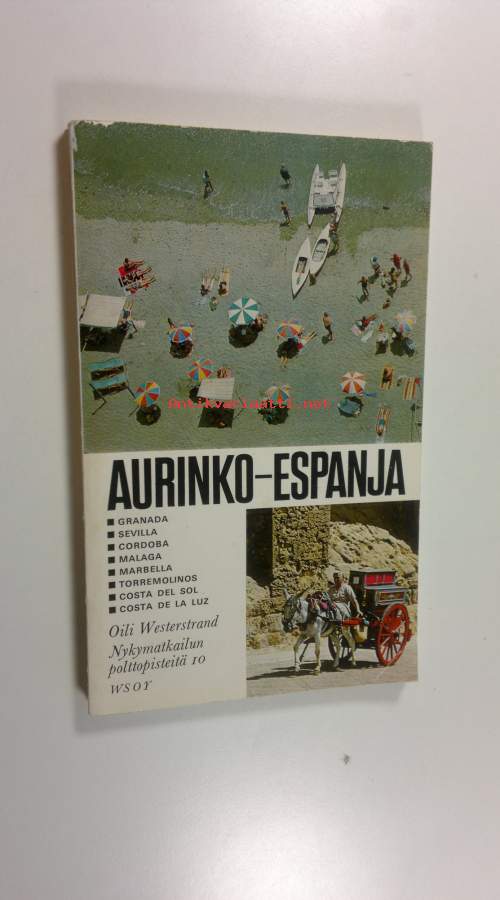 Antikvariaatti.net
AURINKO-ESPANJA
■ GRANADA
■ SEVILLA
■ CORDOBA
■ MALAGA
■ MARBELLA
■ TORREMOLINOS
■ COSTA DEL SOL
■ COSTA DE LA LUZ
Oili Westerstrand
Nykymatkailun
polttopisteitä 10
WSOY